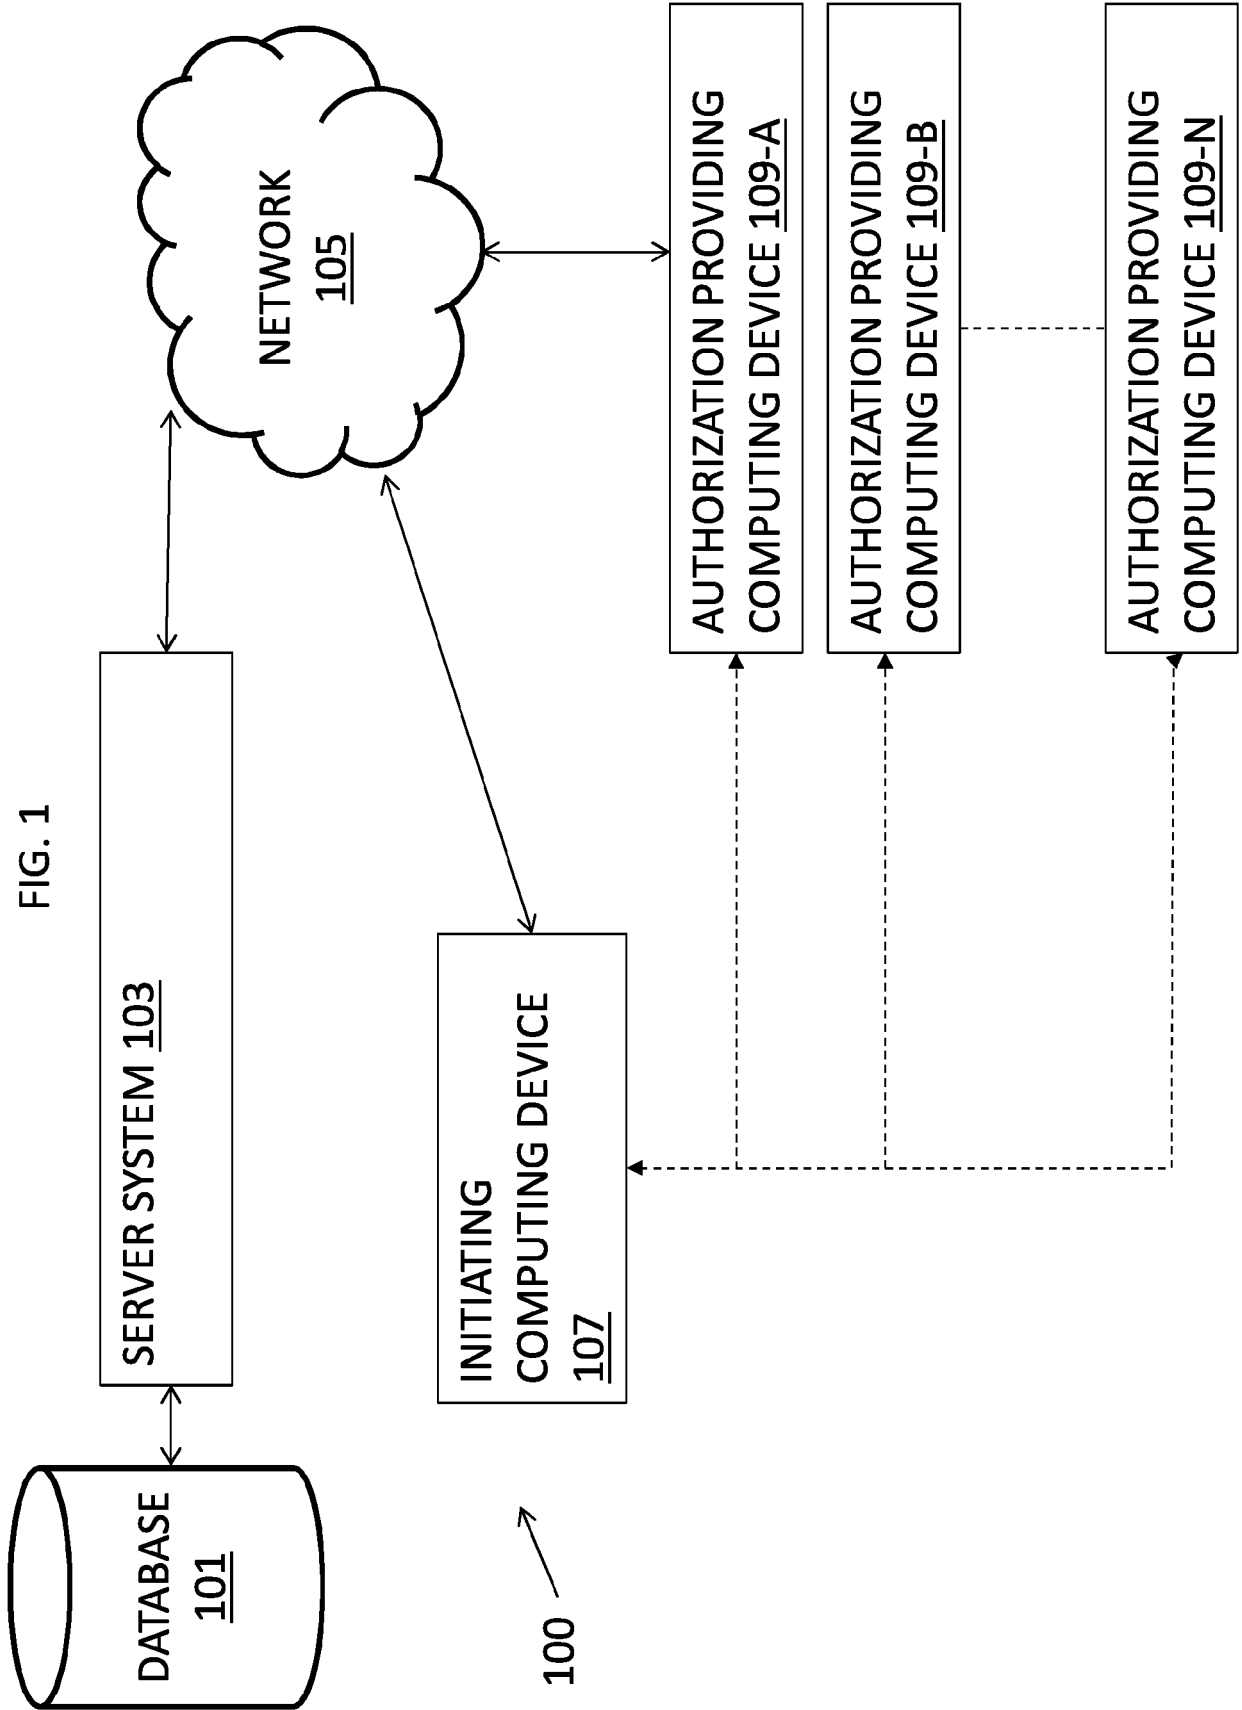 FIG. 1
DATABASE
101
SERVER SYSTEM 103
NETWORK
105
INITIATING
COMPUTING DEVICE
107
100
AUTHORIZATION PROVIDING
COMPUTING DEVICE 109-A
AUTHORIZATION PROVIDING
COMPUTING DEVICE 109-B
AUTHORIZATION PROVIDING
COMPUTING DEVICE 109-N